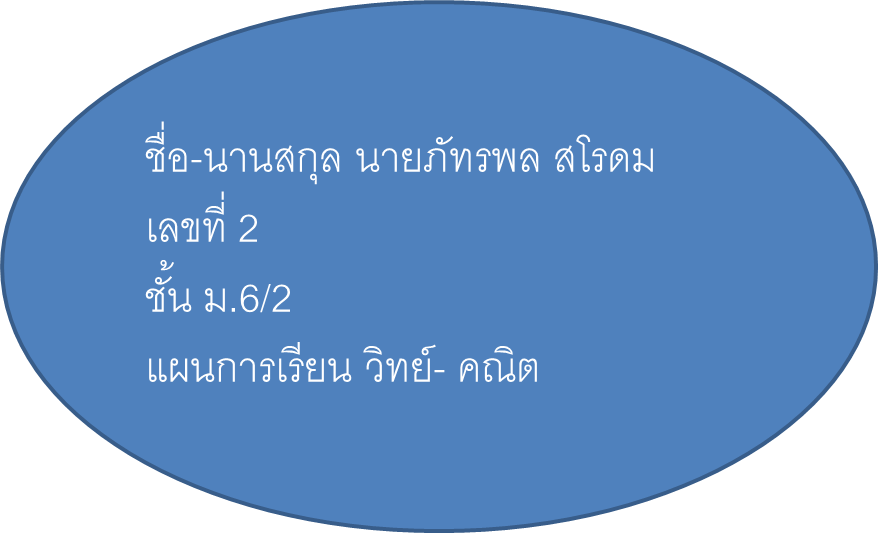 ชื่อ-นานสกุล นายภัทรพล สโรดม
เลขที่ 2
ชั้น ม.6/2
แผนการเรียน วิทย์- คณิต